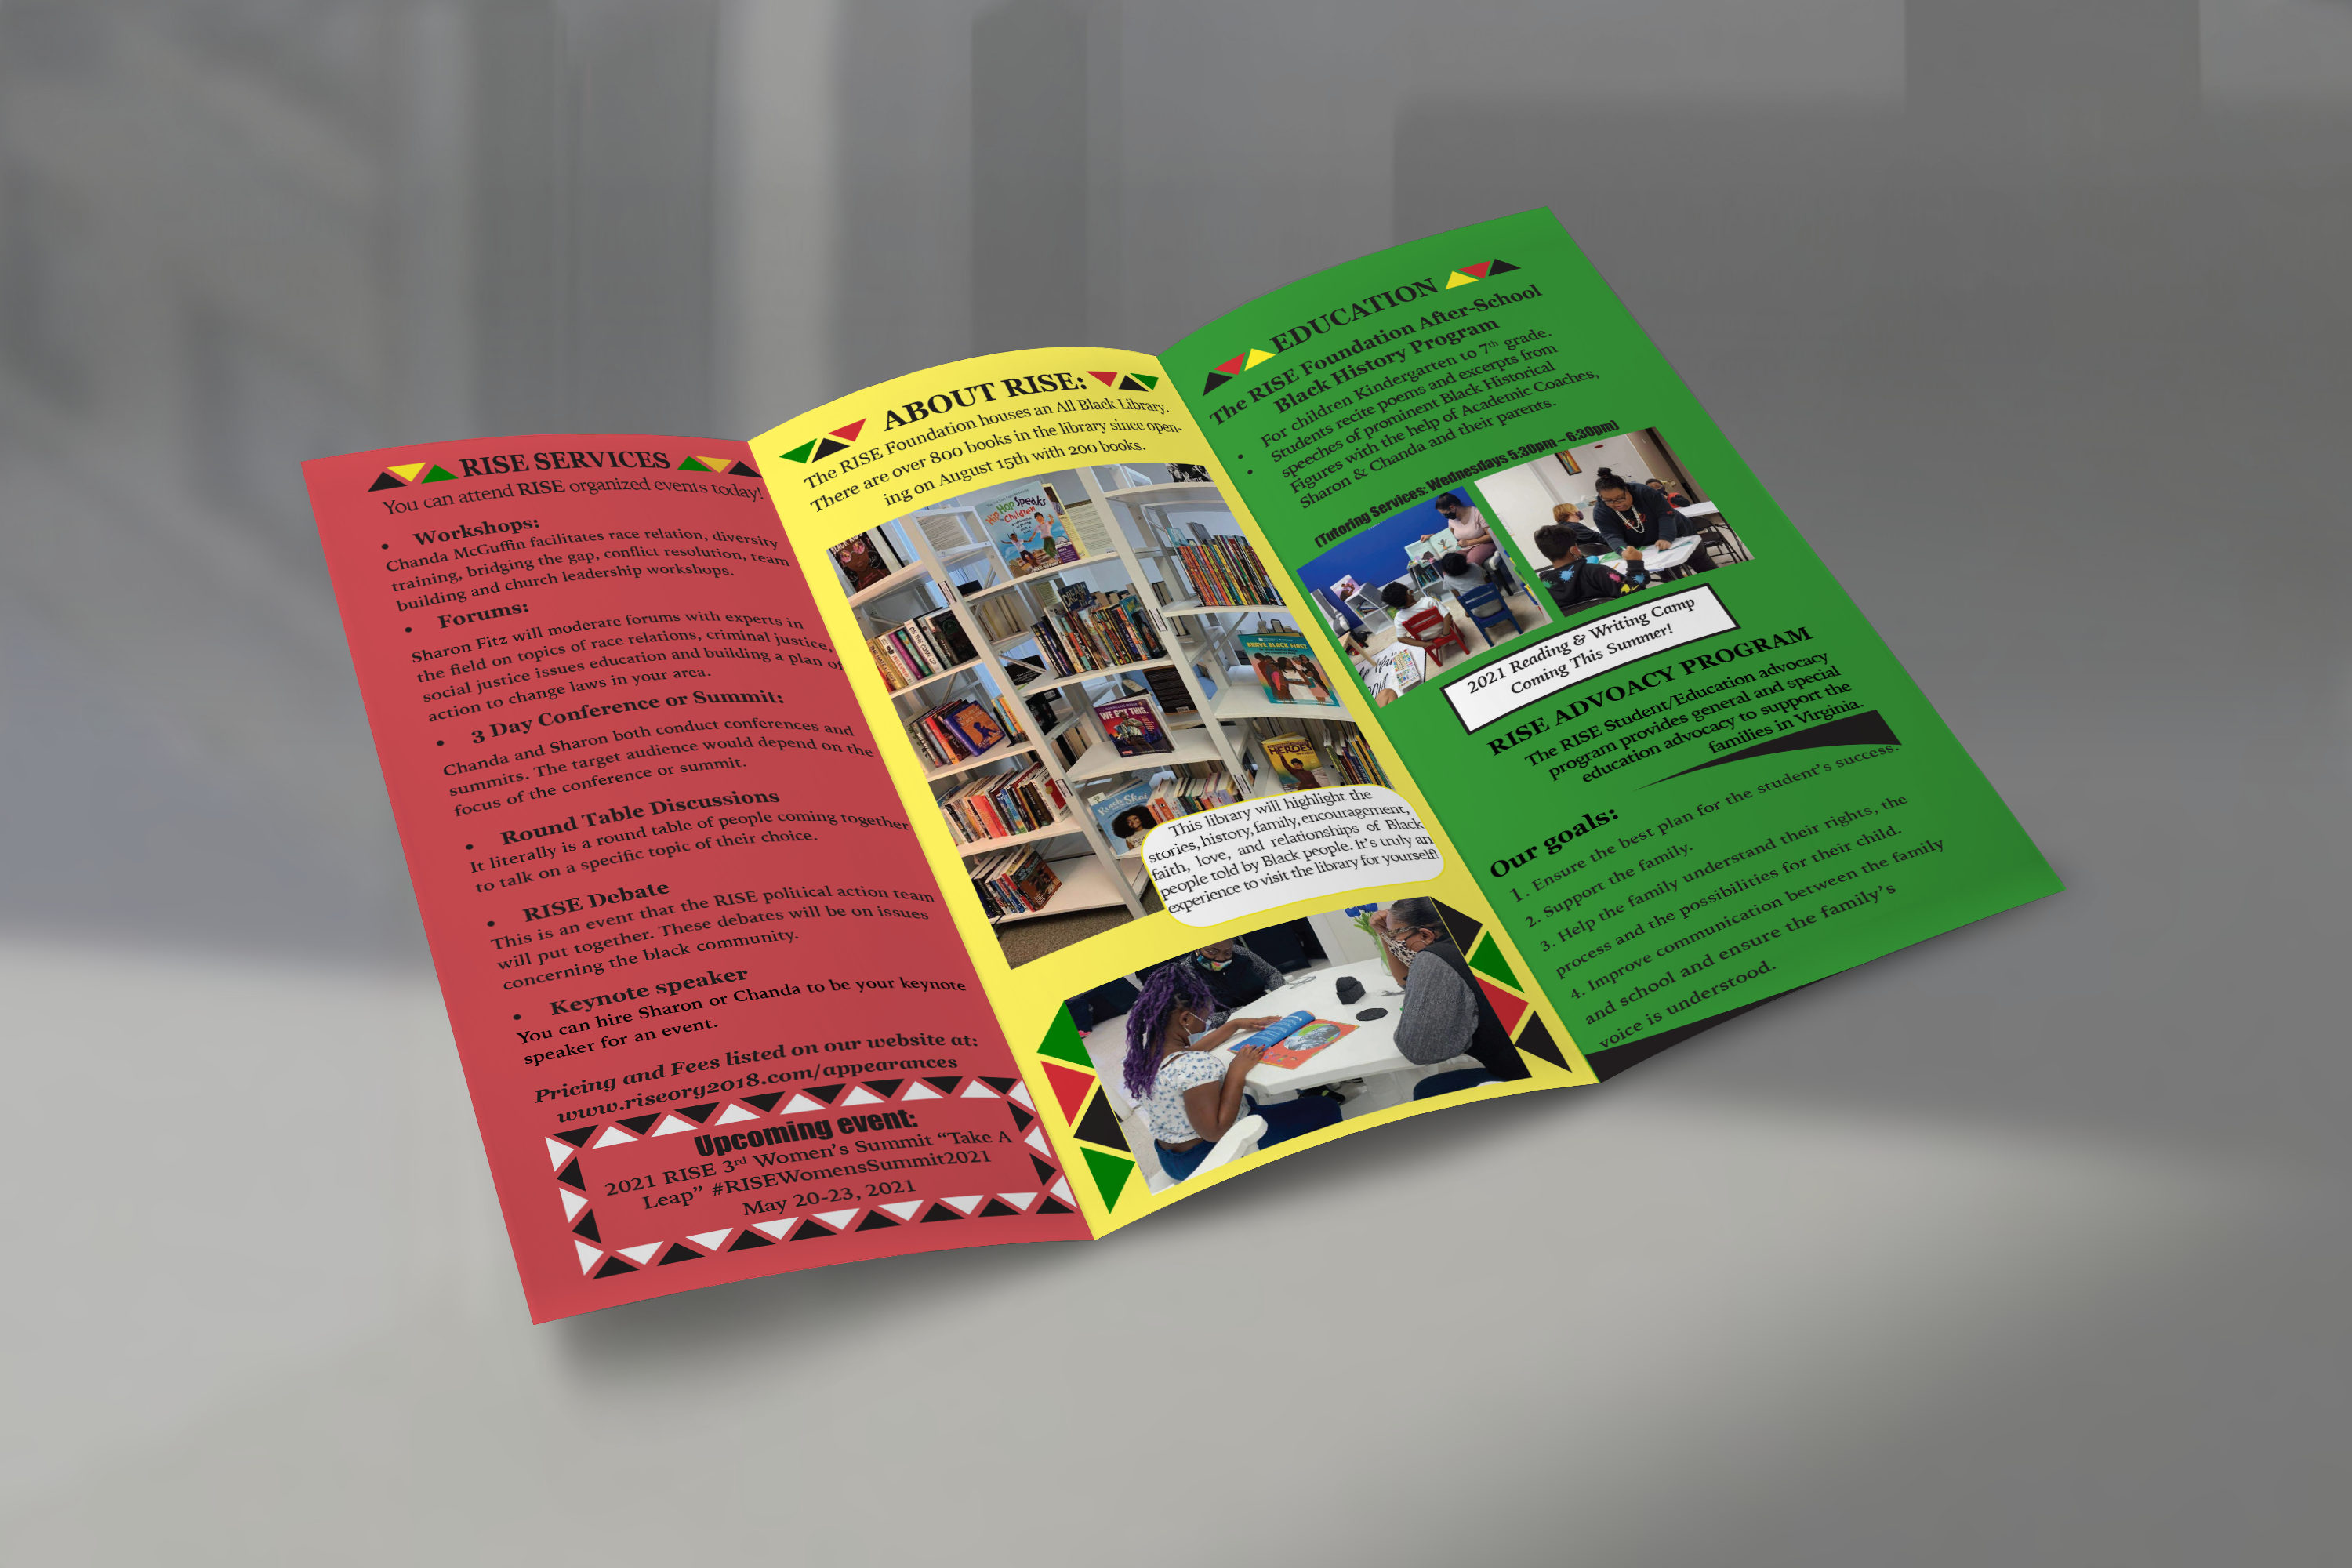 RISE SERVICES
You can attend RISE organized events today!
• Workshops:
Chanda McGuffin facilitates race relation, diversity
training, bridging the gap, conflict resolution, team
building and church leadership workshops.
• Forums:
Sharon Fitz will moderate forums with experts in
the field on topics of race relations, criminal justice,
social justice issues education and building a plan of
action to change laws in your area.
• 3 Day Conference or Summit:
Chanda and Sharon both conduct conferences and
summits. The target audience would depend on the
focus of the conference or summit.
• Round Table Discussions
It literally is a round table of people coming together
to talk on a specific topic of their choice.
• RISE Debate
This is an event that the RISE political action team
will put together. These debates will be on issues
concerning the black community.
• Keynote speaker
You can hire Sharon or Chanda to be your keynote
speaker for an event.
Pricing and Fees listed on our website at:
www.riseorg2018.com/appearances
Upcoming event:
2021 RISE 3rd Women's Summit “Take A
Leap” #RISEWomensSummit2021
May 20-23, 2021
ABOUT RISE:
The RISE Foundation houses an All Black Library.
There are over 800 books in the library since open-
ing on August 15th with 200 books.
Hip Hop Speaks
to Children
BRAVE. BLACK. FIRST.
WE GOT THIS.
HEROES
This library will highlight the
stories, history, family, encouragement,
faith, love, and relationships of Black
people told by Black people. It's truly an
experience to visit the library for yourself!
EDUCATION
The RISE Foundation After-School
Black History Program
• For children Kindergarten to 7th grade.
• Students recite poems and excerpts from
speeches of prominent Black Historical
Figures with the help of Academic Coaches,
Sharon & Chanda and their parents.
(Tutoring Services: Wednesdays 5:30pm – 6:30pm)
2021 Reading & Writing Camp
Coming This Summer!
RISE ADVOACY PROGRAM
The RISE Student/Education advocacy
program provides general and special
education advocacy to support the
families in Virginia.
Our goals:
1. Ensure the best plan for the student's success.
2. Support the family.
3. Help the family understand their rights, the
process and the possibilities for their child.
4. Improve communication between the family
and school and ensure the family's
voice is understood.